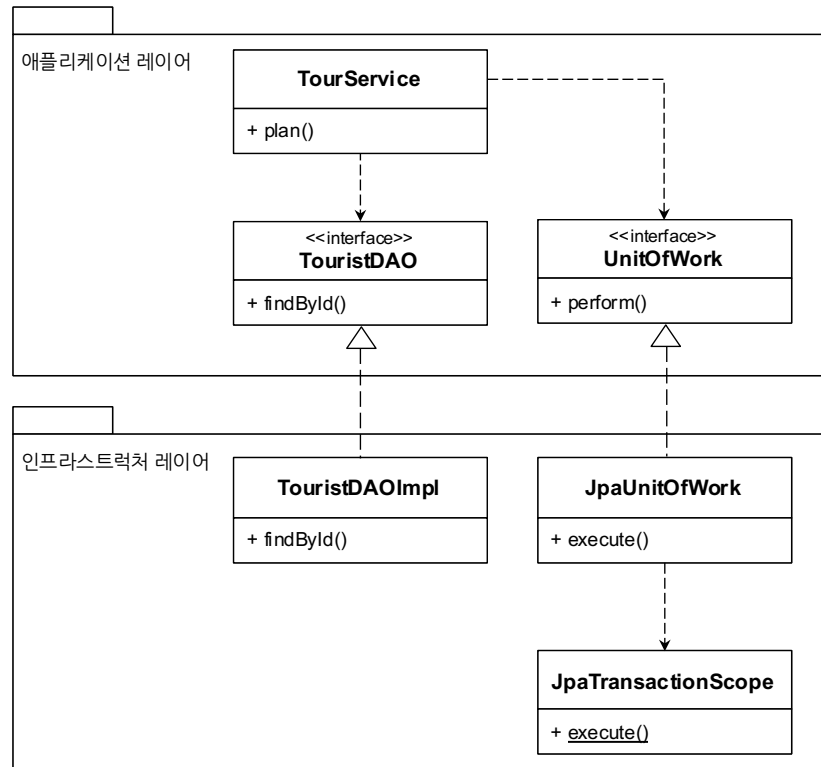 애플리케이션 레이어
TourService
+ plan()
<<interface>>
TouristDAO
+ findById()
<<interface>>
UnitOfWork
+ perform()
인프라스트럭처 레이어
TouristDAOImpl
+ findById()
JpaUnitOfWork
+ execute()
JpaTransactionScope
+ execute()